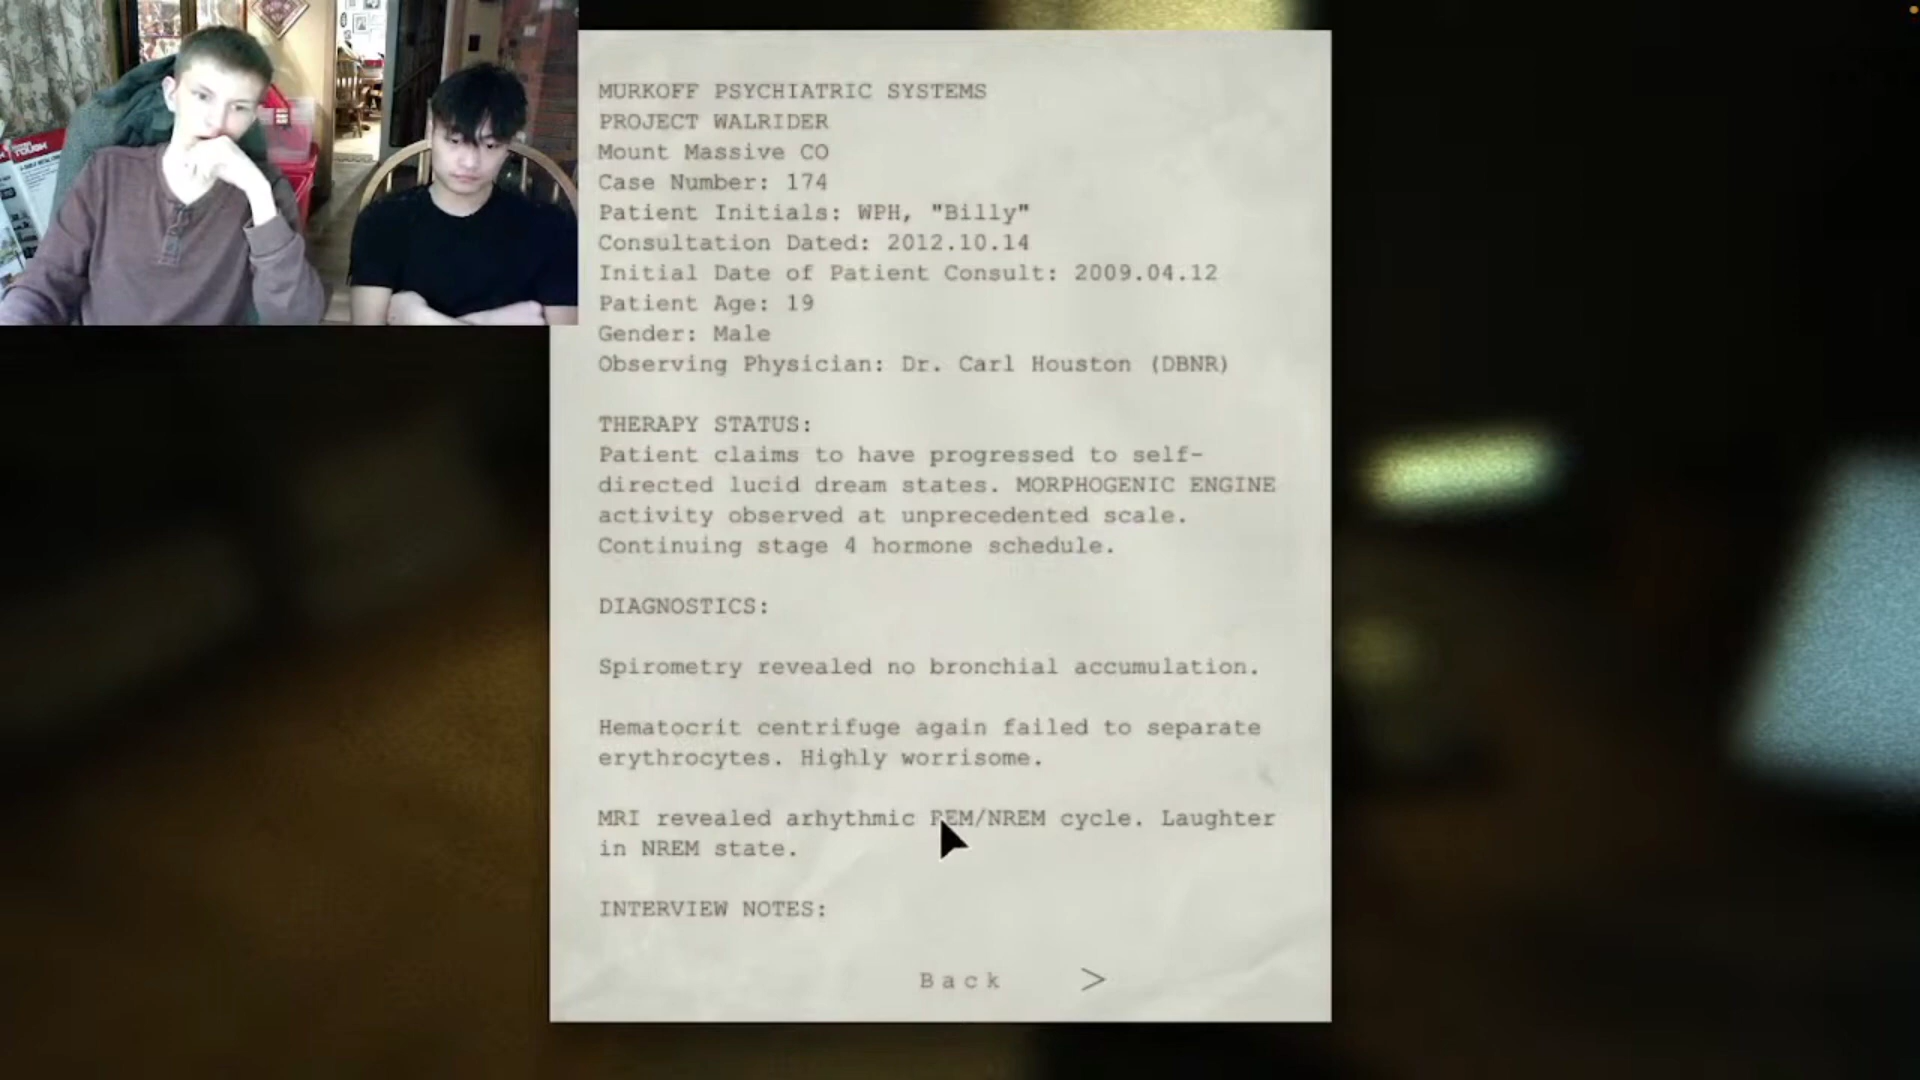 MURKOFF PSYCHIATRIC SYSTEMS
PROJECT WALRIDER
Mount Massive CO
Case Number: 174
Patient Initials: WPH, "Billy"
Consultation Dated: 2012.10.14
Initial Date of Patient Consult: 2009.04.12
Patient Age: 19
Gender: Male
Observing Physician: Dr. Carl Houston (DBNR)
THERAPY STATUS:
Patient claims to have progressed to self-
directed lucid dream states. MORPHOGENIC ENGINE
activity observed at unprecedented scale.
Continuing stage 4 hormone schedule.
DIAGNOSTICS:
Spirometry revealed no bronchial accumulation.
Hematocrit centrifuge again failed to separate
erythrocytes. Highly worrisome.
MRI revealed arhythmic REM/NREM cycle. Laughter
in NREM state.
INTERVIEW NOTES:
Back >